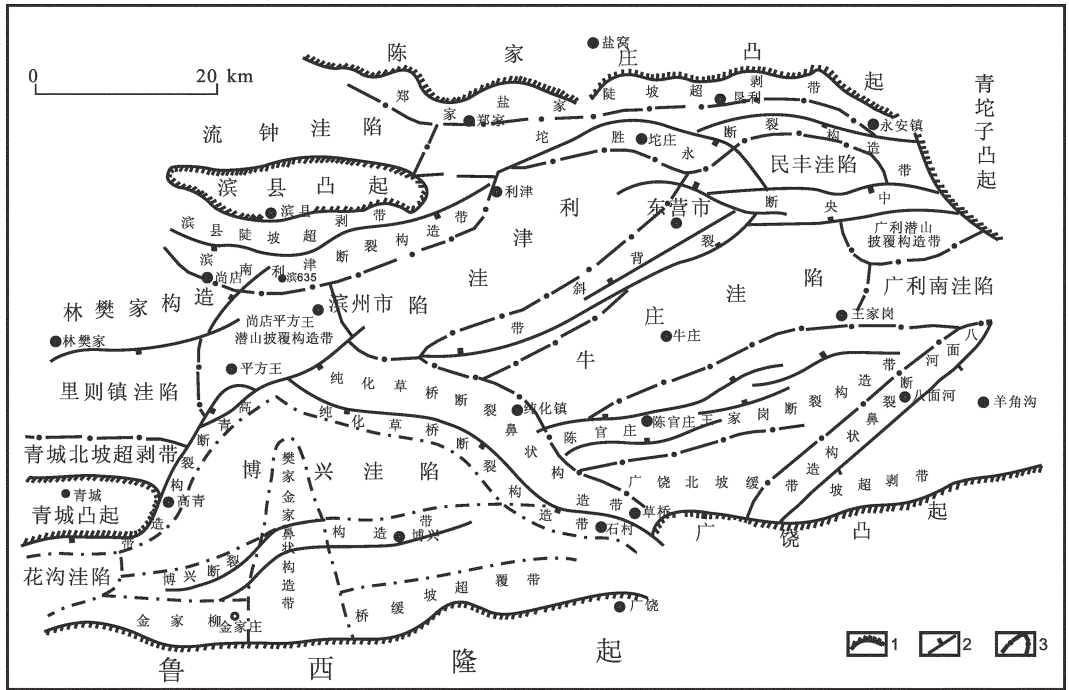 陈家庄凸起
盐窝
0 20 km
青坨子凸起
郑家
盐家
陡坡超剥带
垦利
郑家
流钟洼陷
坨
胜
坨庄
永
断裂构造带
永安镇
民丰洼陷
滨县凸起
滨县
利津
利津洼陷
东营市
中央断裂背斜带
广利潜山
披覆构造带
滨县陡坡超剥带
滨南利津断裂构造带
尚店
滨635
广利南洼陷
林樊家构造
滨州市
林樊家
尚店平方王
潜山披覆构造带
王家岗
牛庄洼陷
牛庄
平方王
里则镇洼陷
纯化草桥断裂鼻状构造带
纯化镇
纯化草桥断裂构造带
八面河断裂鼻状构造带
八面河
羊角沟
陈官庄王家岗断裂构造带
陈官庄
青城北坡超剥带
高青断裂构造带
博兴洼陷
樊家金家鼻状构造带
广饶北坡缓坡超剥带
青城
青城凸起
高青
草桥
石村
广饶凸起
博兴断裂构造带
博兴
花沟洼陷
金家柳桥缓坡超覆带
金家庄
广饶
鲁西隆起
1 2 3